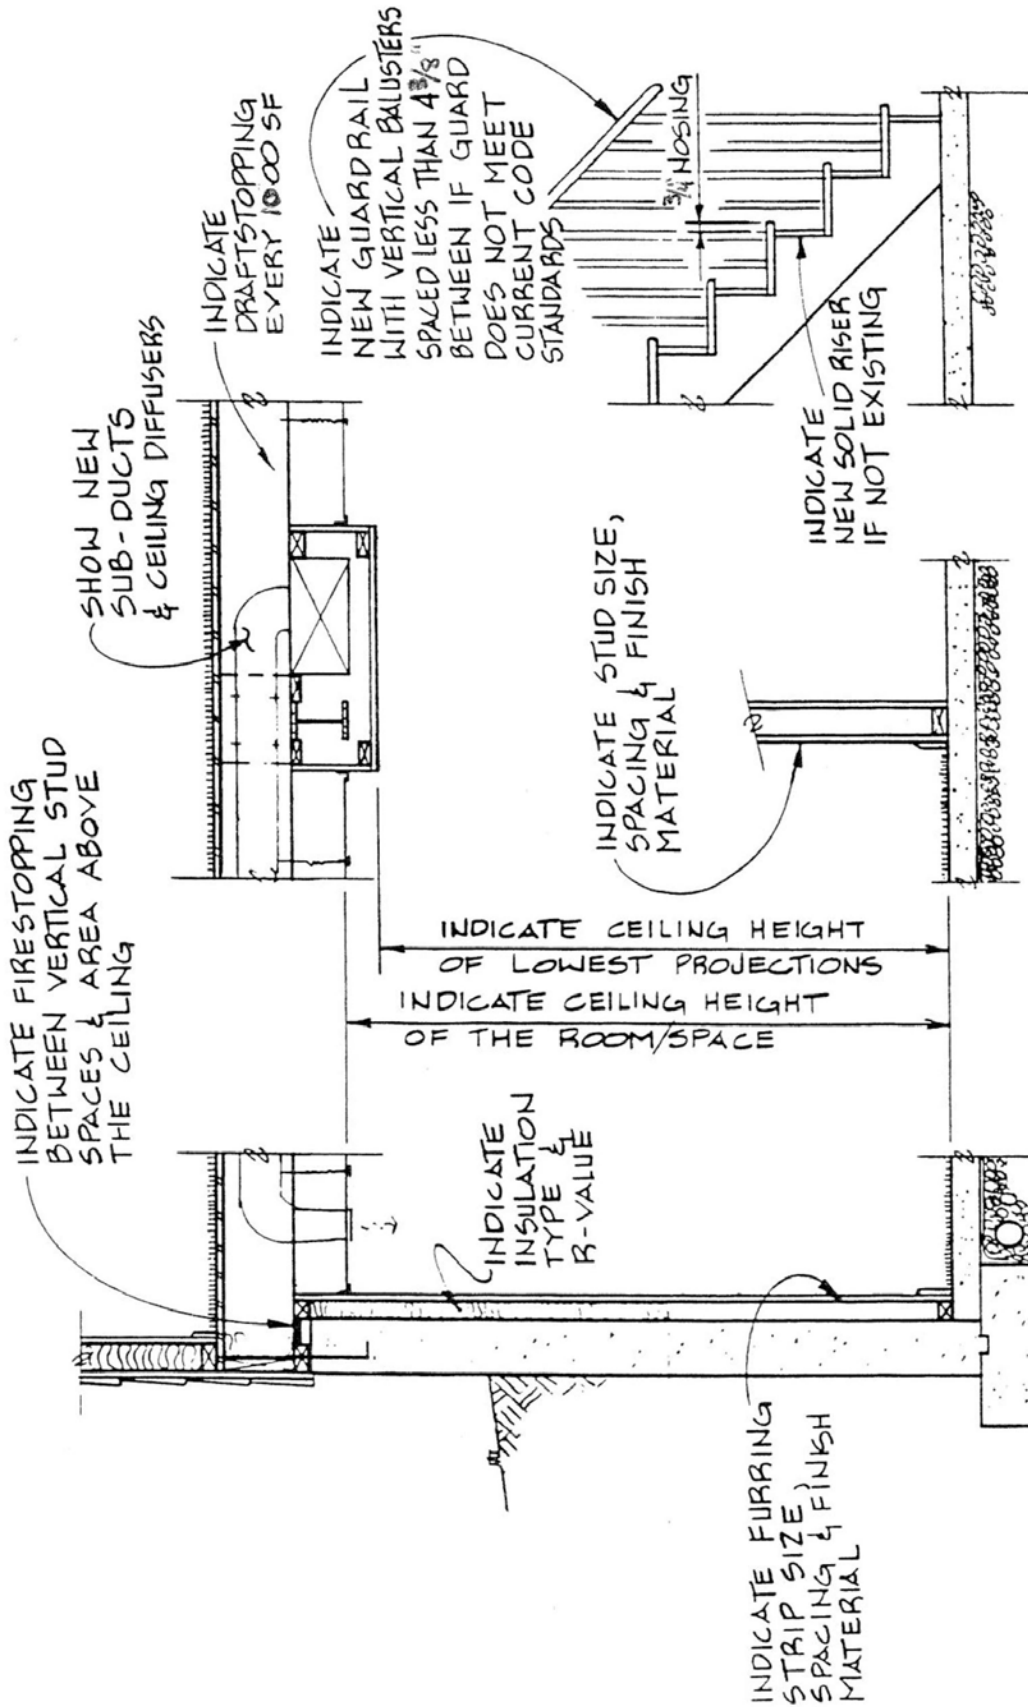 INDICATE FIRESTOPPING
BETWEEN VERTICAL STUD
SPACES & AREA ABOVE
THE CEILING
SHOW NEW
SUB-DUCTS
& CEILING DIFFUSERS
INDICATE
DRAFTSTOPPING
EVERY 1000 SF
INDICATE
NEW GUARDRAIL
WITH VERTICAL BALUSTERS
SPACED LESS THAN 4 3/8"
BETWEEN IF GUARD
DOES NOT MEET
CURRENT CODE
STANDARDS
3/4" NOSING
INDICATE
NEW SOLID RISER
IF NOT EXISTING
INDICATE STUD SIZE,
SPACING & FINISH
MATERIAL
INDICATE CEILING HEIGHT
OF LOWEST PROJECTIONS
INDICATE CEILING HEIGHT
OF THE ROOM/SPACE
INDICATE
INSULATION
TYPE &
R-VALUE
INDICATE FURRING
STRIP SIZE,
SPACING & FINISH
MATERIAL